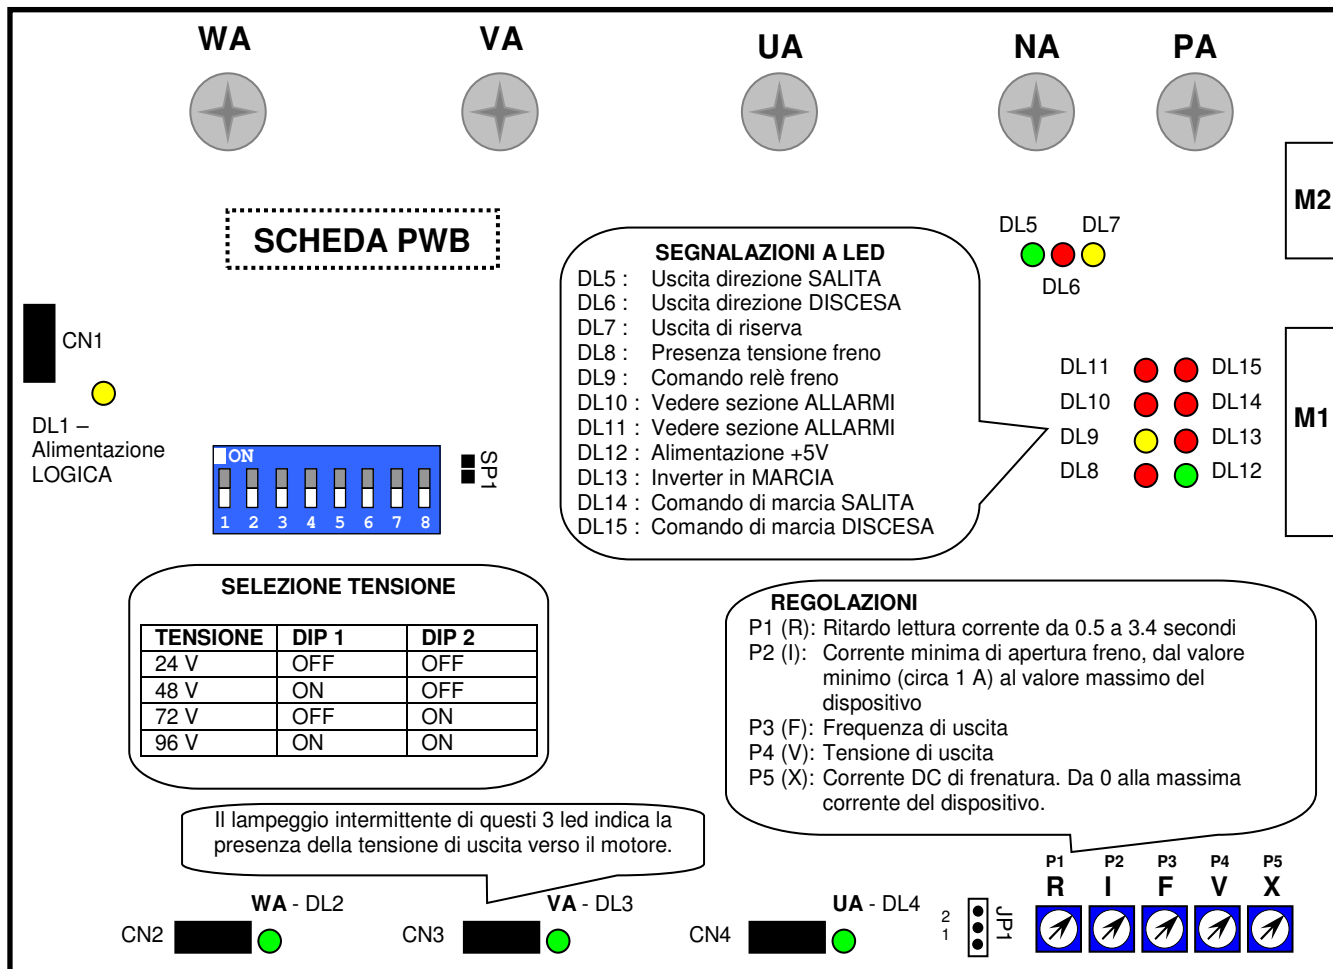 WA VA UA NA PA
M2
SCHEDA PWB
DL5 DL7
DL6
SEGNALAZIONI A LED
DL5 : Uscita direzione SALITA
DL6 : Uscita direzione DISCESA
DL7 : Uscita di riserva
DL8 : Presenza tensione freno
DL9 : Comando relè freno
DL10 : Vedere sezione ALLARMI
DL11 : Vedere sezione ALLARMI
DL12 : Alimentazione +5V
DL13 : Inverter in MARCIA
DL14 : Comando di marcia SALITA
DL15 : Comando di marcia DISCESA
CN1
DL1 –
Alimentazione
LOGICA
DL11 DL15
DL10 DL14
DL9 DL13
DL8 DL12
M1
ON
1 2 3 4 5 6 7 8
SP1
SELEZIONE TENSIONE
TENSIONE DIP 1 DIP 2
24 V OFF OFF
48 V ON OFF
72 V OFF ON
96 V ON ON
REGOLAZIONI
P1 (R): Ritardo lettura corrente da 0.5 a 3.4 secondi
P2 (I): Corrente minima di apertura freno, dal valore
minimo (circa 1 A) al valore massimo del
dispositivo
P3 (F): Frequenza di uscita
P4 (V): Tensione di uscita
P5 (X): Corrente DC di frenatura. Da 0 alla massima
corrente del dispositivo.
Il lampeggio intermittente di questi 3 led indica la
presenza della tensione di uscita verso il motore.
P1 P2 P3 P4 P5
R I F V X
WA - DL2 VA - DL3 UA - DL4
CN2 CN3 CN4
2
1
JP1